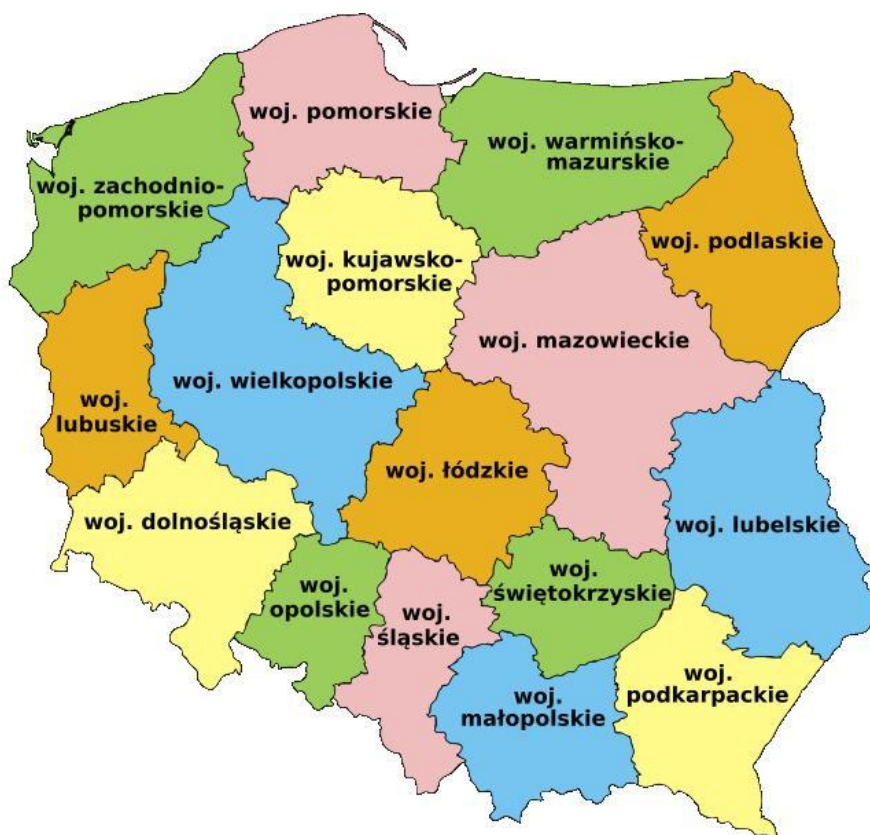 woj. pomorskie
woj. warmińsko-
mazurskie
woj. zachodnio-
pomorskie
woj. podlaskie
woj. kujawsko-
pomorskie
woj. mazowieckie
woj. wielkopolskie
woj.
lubuskie
woj. łódzkie
woj. dolnośląskie
woj. lubelskie
woj.
opolskie
woj.
świętokrzyskie
woj.
śląskie
woj.
podkarpackie
woj.
małopolskie